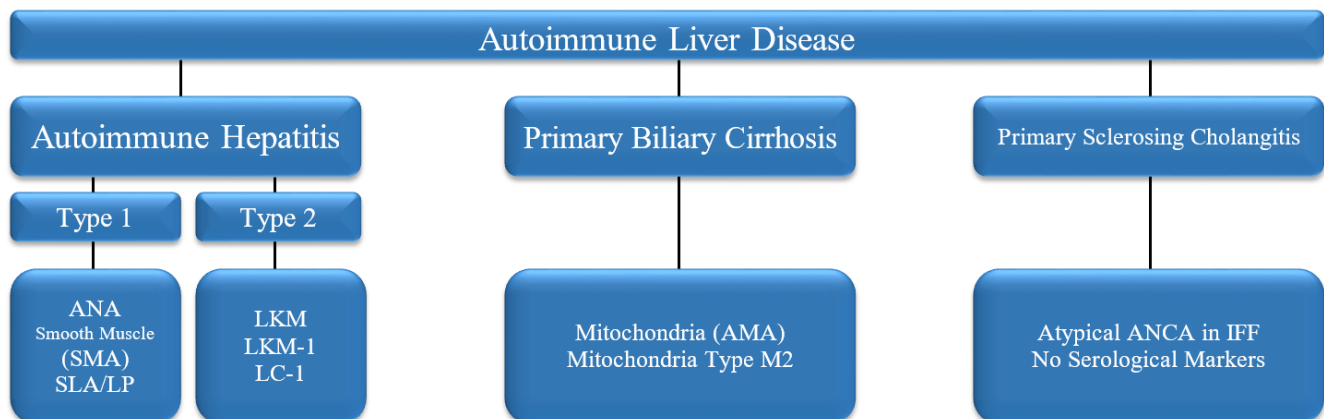 Autoimmune Liver Disease
Autoimmune Hepatitis
Primary Biliary Cirrhosis
Primary Sclerosing Cholangitis
Type 1
Type 2
ANA
Smooth Muscle
(SMA)
SLA/LP
LKM
LKM-1
LC-1
Mitochondria (AMA)
Mitochondria Type M2
Atypical ANCA in IFF
No Serological Markers